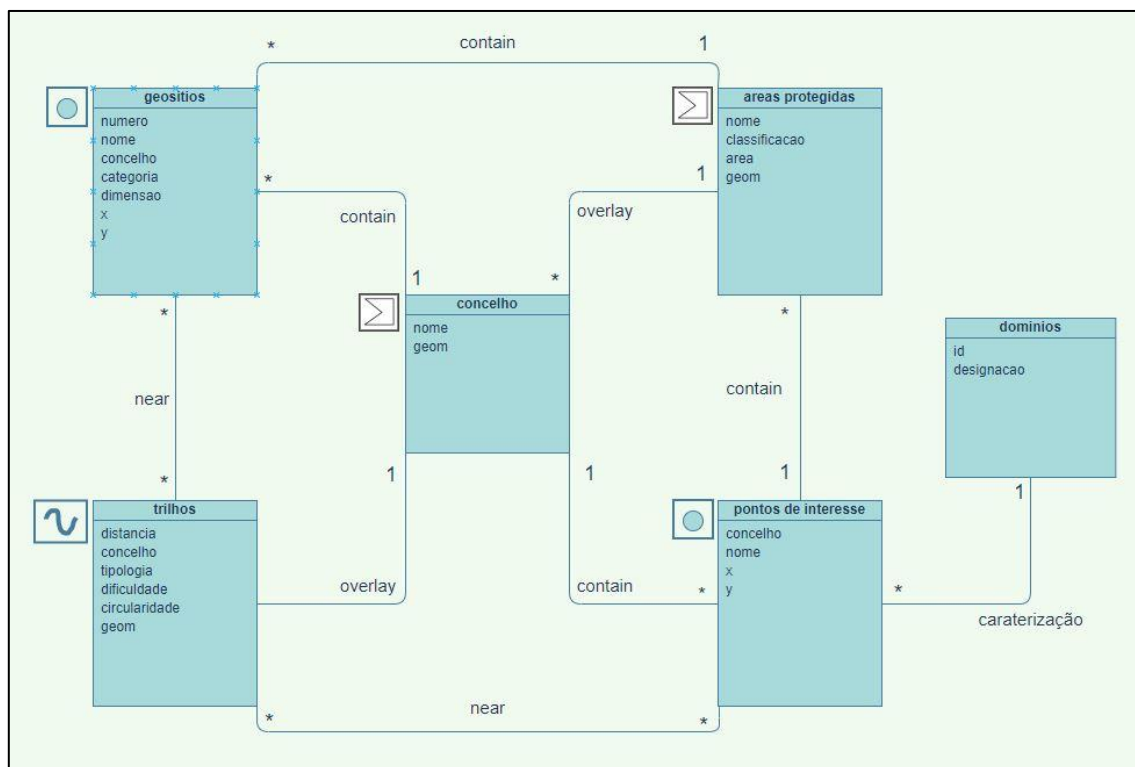 * contain 1
geositios
numero
nome
concelho
categoria
dimensao
x
y
areas protegidas
nome
classificacao
area
geom
*
contain
1
1
overlay
*
concelho
nome
geom
dominios
id
designacao
*
near
*
*
contain
1
1
overlay
1
contain
*
1
*
caraterização
trilhos
distancia
concelho
tipologia
dificuldade
circularidade
geom
pontos de interesse
concelho
nome
x
y
* near *